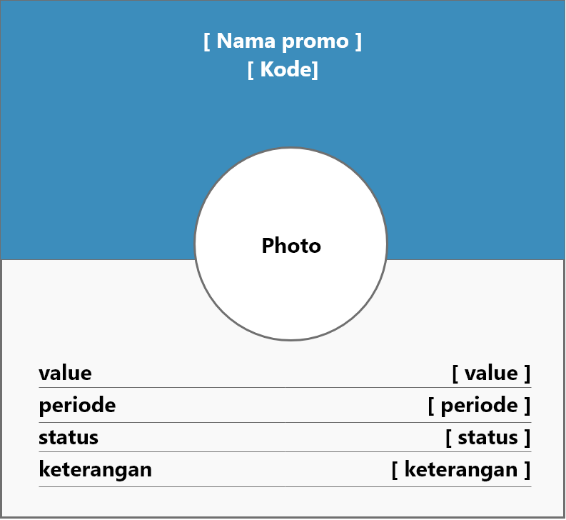 [ Nama promo ]
[ Kode]
Photo
value [ value ]
periode [ periode ]
status [ status ]
keterangan [ keterangan ]